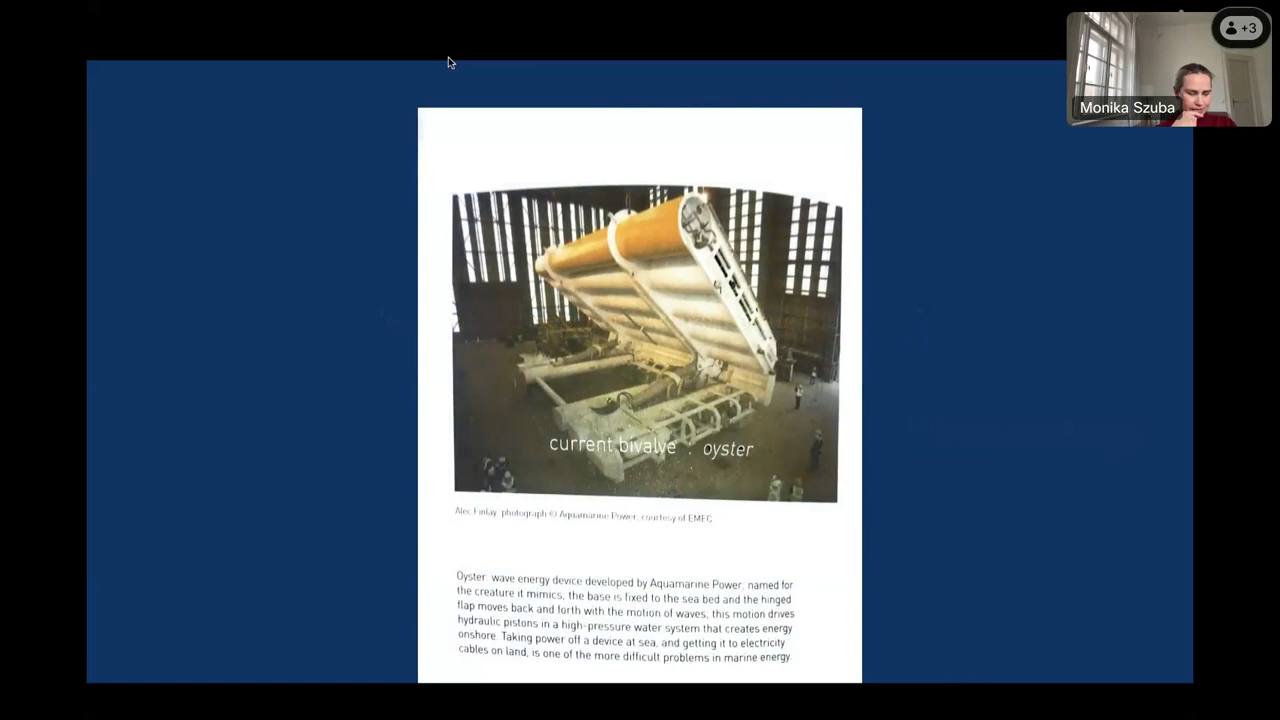 +3
Monika Szuba
current bivalve : oyster
Alec Finlay, photograph © Aquamarine Power, courtesy of EMEC
Oyster: wave energy device developed by Aquamarine Power; named for
the creature it mimics, the base is fixed to the sea bed and the hinged
flap moves back and forth with the motion of waves; this motion drives
hydraulic pistons in a high-pressure water system that creates energy
onshore. Taking power off a device at sea, and getting it to electricity
cables on land, is one of the more difficult problems in marine energy.